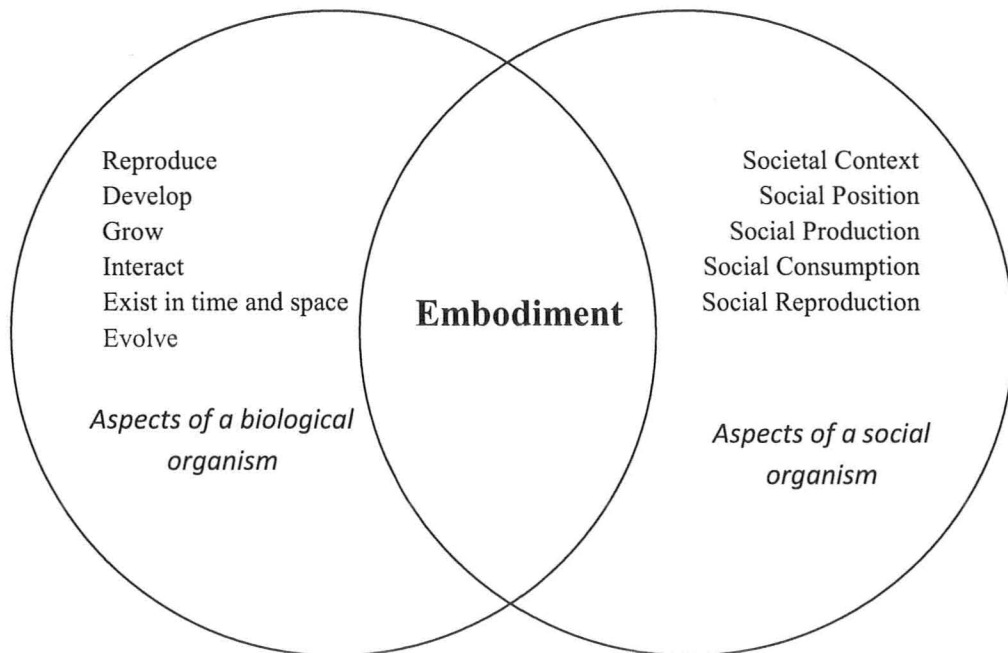 Reproduce
Develop
Grow
Interact
Exist in time and space
Evolve
Aspects of a biological
organism
Embodiment
Societal Context
Social Position
Social Production
Social Consumption
Social Reproduction
Aspects of a social
organism